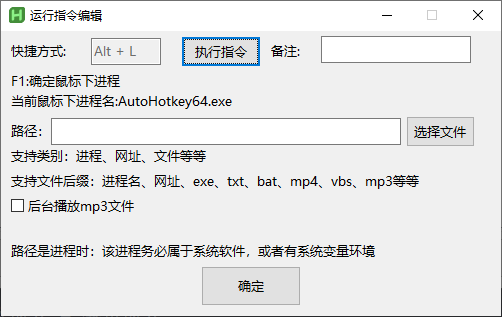 运行指令编辑
快捷方式: Alt + L 执行指令 备注:
F1:确定鼠标下进程
当前鼠标下进程名:AutoHotkey64.exe
路径: 选择文件
支持类别：进程、网址、文件等等
支持文件后缀：进程名、网址、exe、txt、bat、mp4、vbs、mp3等等
后台播放mp3文件
路径是进程时：该进程务必属于系统软件，或者有系统变量环境
确定